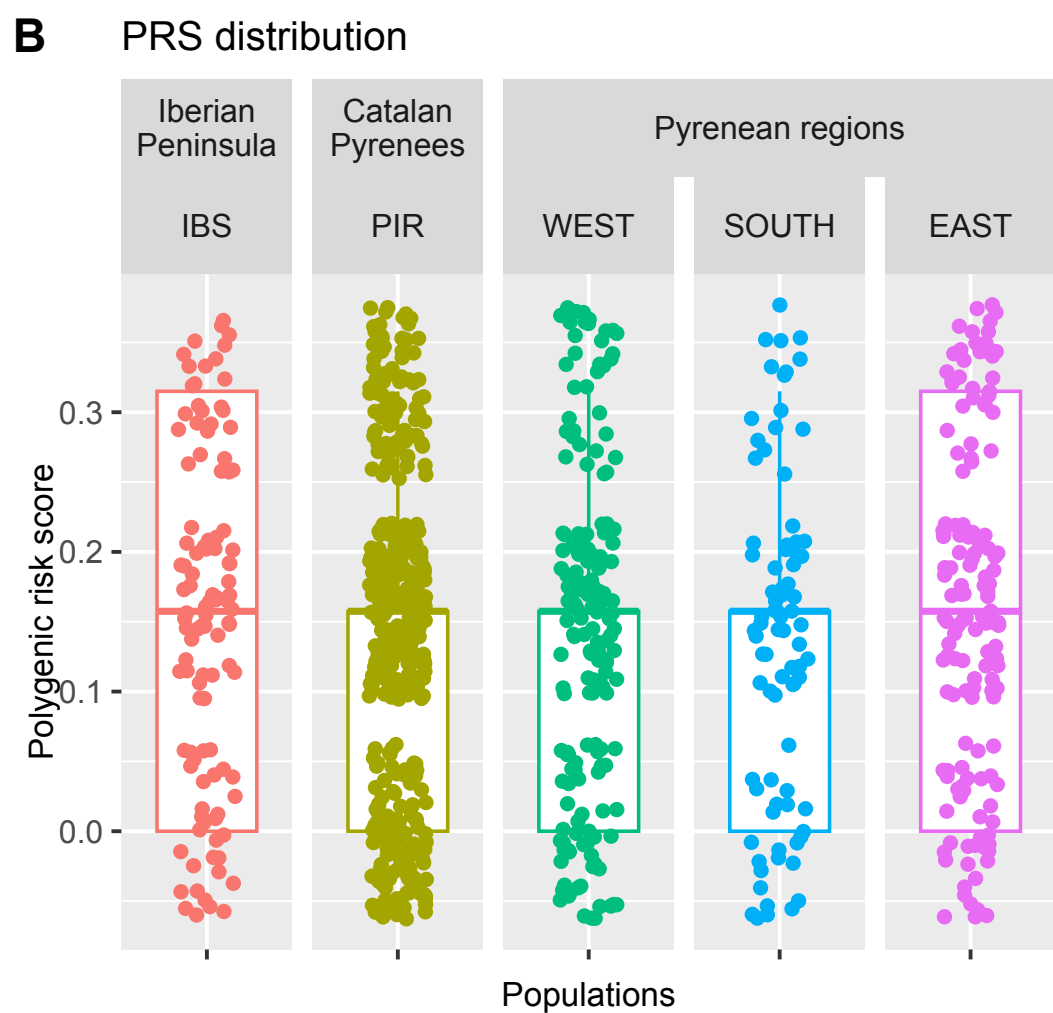 B PRS distribution
Iberian
Peninsula
Catalan
Pyrenees
Pyrenean regions
IBS
PIR
WEST
SOUTH
EAST
Polygenic risk score
0.3
0.2
0.1
0.0
Populations